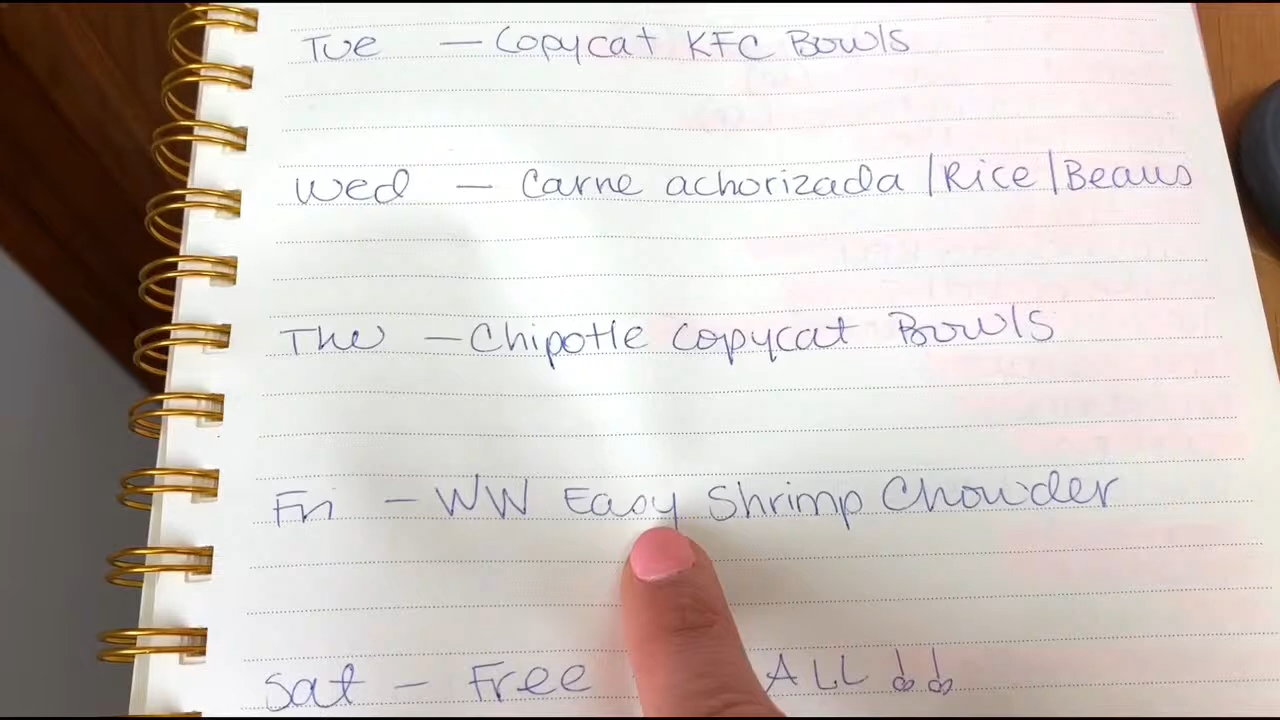 Tue - Copycat KFC Bowls
Wed - Carne achorizada /Rice/Beans
Thu - Chipotle Copycat Bowls
Fri - WW Easy Shrimp Chowder
Sat - Free ALL